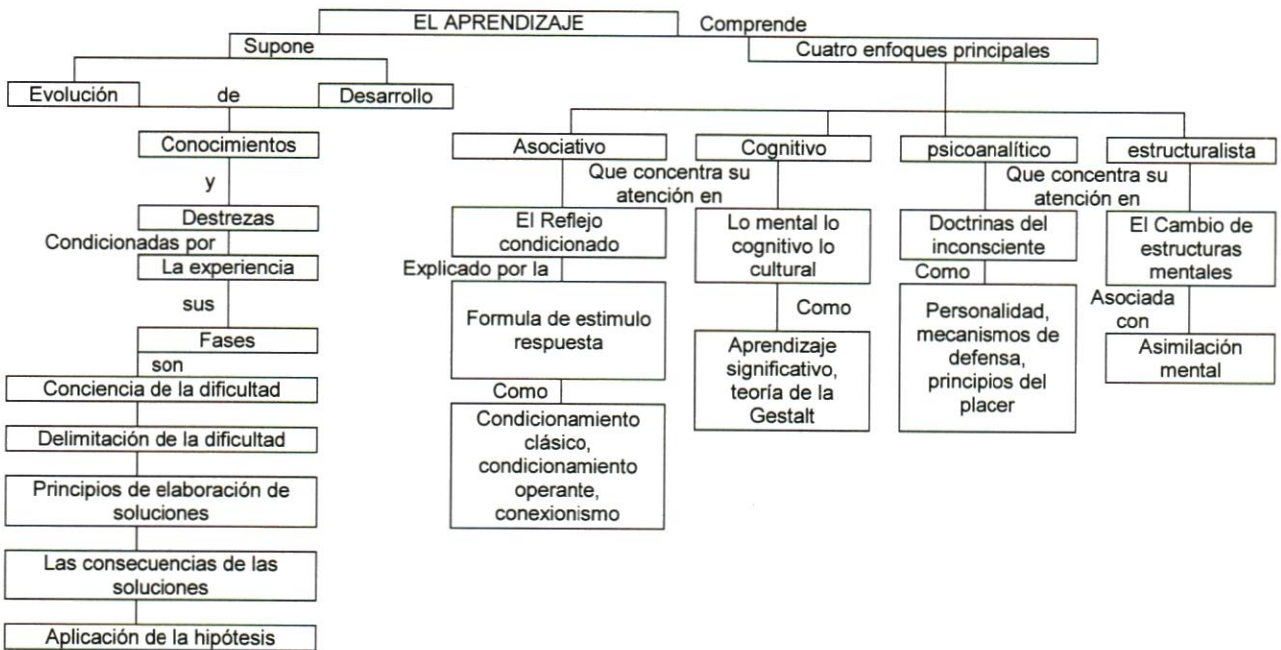 EL APRENDIZAJE
Comprende
Supone
Cuatro enfoques principales
Evolución
de
Desarrollo
Conocimientos
y
Destrezas
Condicionadas por
La experiencia
sus
Fases
son
Conciencia de la dificultad
Delimitación de la dificultad
Principios de elaboración de
soluciones
Las consecuencias de las
soluciones
Aplicación de la hipótesis
Asociativo
Cognitivo
Que concentra su
atención en
El Reflejo
condicionado
Explicado por la
Formula de estimulo
respuesta
Como
Condicionamiento
clásico,
condicionamiento
operante,
conexionismo
Lo mental lo
cognitivo lo
cultural
Como
Aprendizaje
significativo,
teoría de la
Gestalt
psicoanalítico
estructuralista
Que concentra su
atención en
Doctrinas del
inconsciente
Como
Personalidad,
mecanismos de
defensa,
principios del
placer
El Cambio de
estructuras
mentales
Asociada
con
Asimilación
mental